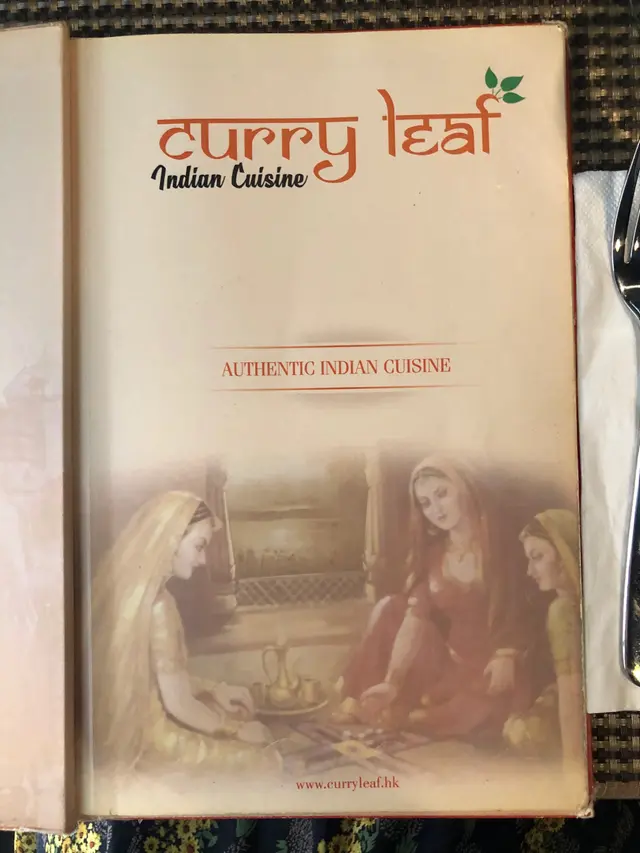 curry leaf
Indian Cuisine
AUTHENTIC INDIAN CUISINE
www.curryleaf.hk